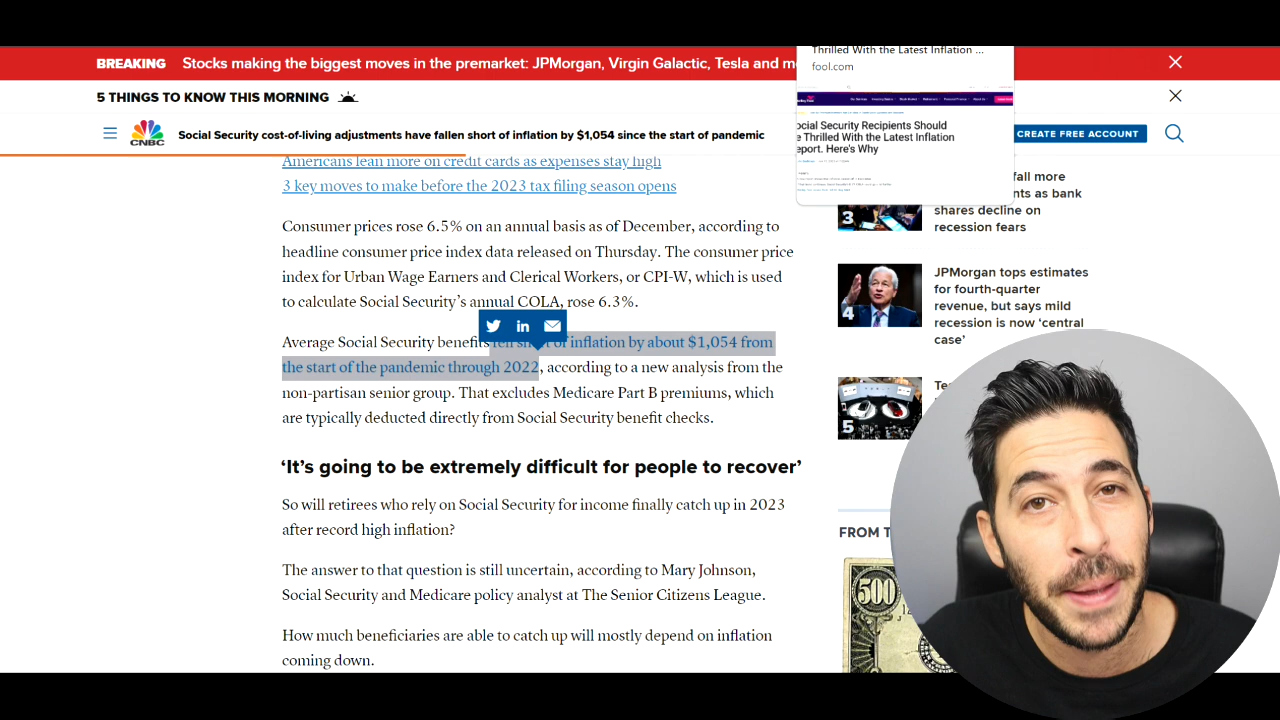 Thrilled With the Latest Inflation ...
fool.com
BREAKING Stocks making the biggest moves in the premarket: JPMorgan, Virgin Galactic, Tesla and
5 THINGS TO KNOW THIS MORNING
ocial Security Recipients Should
e Thrilled With the Latest Inflation
eport. Here's Why
CNBC
Social Security cost-of-living adjustments have fallen short of inflation by $1,054 since the start of pandemic
CREATE FREE ACCOUNT
Americans lean more on credit cards as expenses stay high
3 key moves to make before the 2023 tax filing season opens
Consumer prices rose 6.5% on an annual basis as of December, according to
headline consumer price index data released on Thursday. The consumer price
index for Urban Wage Earners and Clerical Workers, or CPI-W, which is used
to calculate Social Security's annual COLA, rose 6.3%.
Average Social Security benefits fell short of inflation by about $1,054 from
the start of the pandemic through 2022, according to a new analysis from the
non-partisan senior group. That excludes Medicare Part B premiums, which
are typically deducted directly from Social Security benefit checks.
'It's going to be extremely difficult for people to recover'
So will retirees who rely on Social Security for income finally catch up in 2023
after record high inflation?
The answer to that question is still uncertain, according to Mary Johnson,
Social Security and Medicare policy analyst at The Senior Citizens League.
How much beneficiaries are able to catch up will mostly depend on inflation
coming down.
3
fall more
as bank
shares decline on
recession fears
4
JPMorgan tops estimates
for fourth-quarter
revenue, but says mild
recession is now 'central
case'
5
FROM T
500